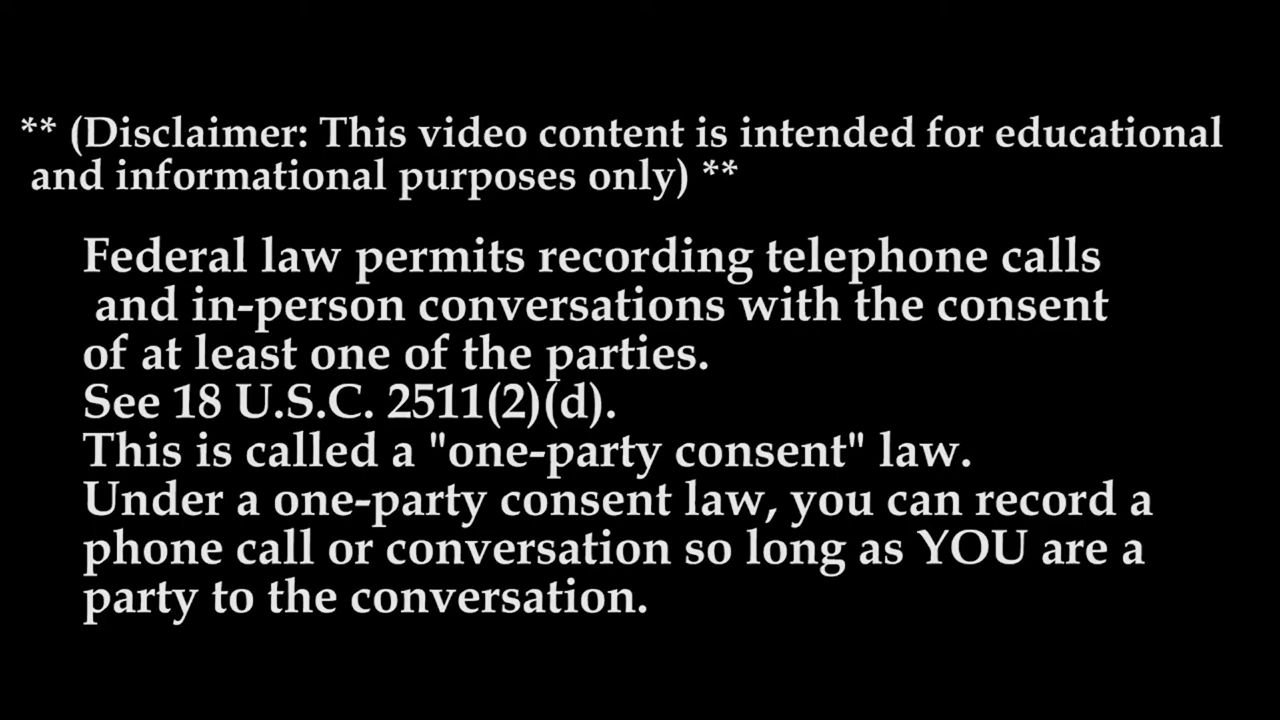 ** (Disclaimer: This video content is intended for educational
and informational purposes only) **
Federal law permits recording telephone calls
and in-person conversations with the consent
of at least one of the parties.
See 18 U.S.C. 2511(2)(d).
This is called a "one-party consent" law.
Under a one-party consent law, you can record a
phone call or conversation so long as YOU are a
party to the conversation.